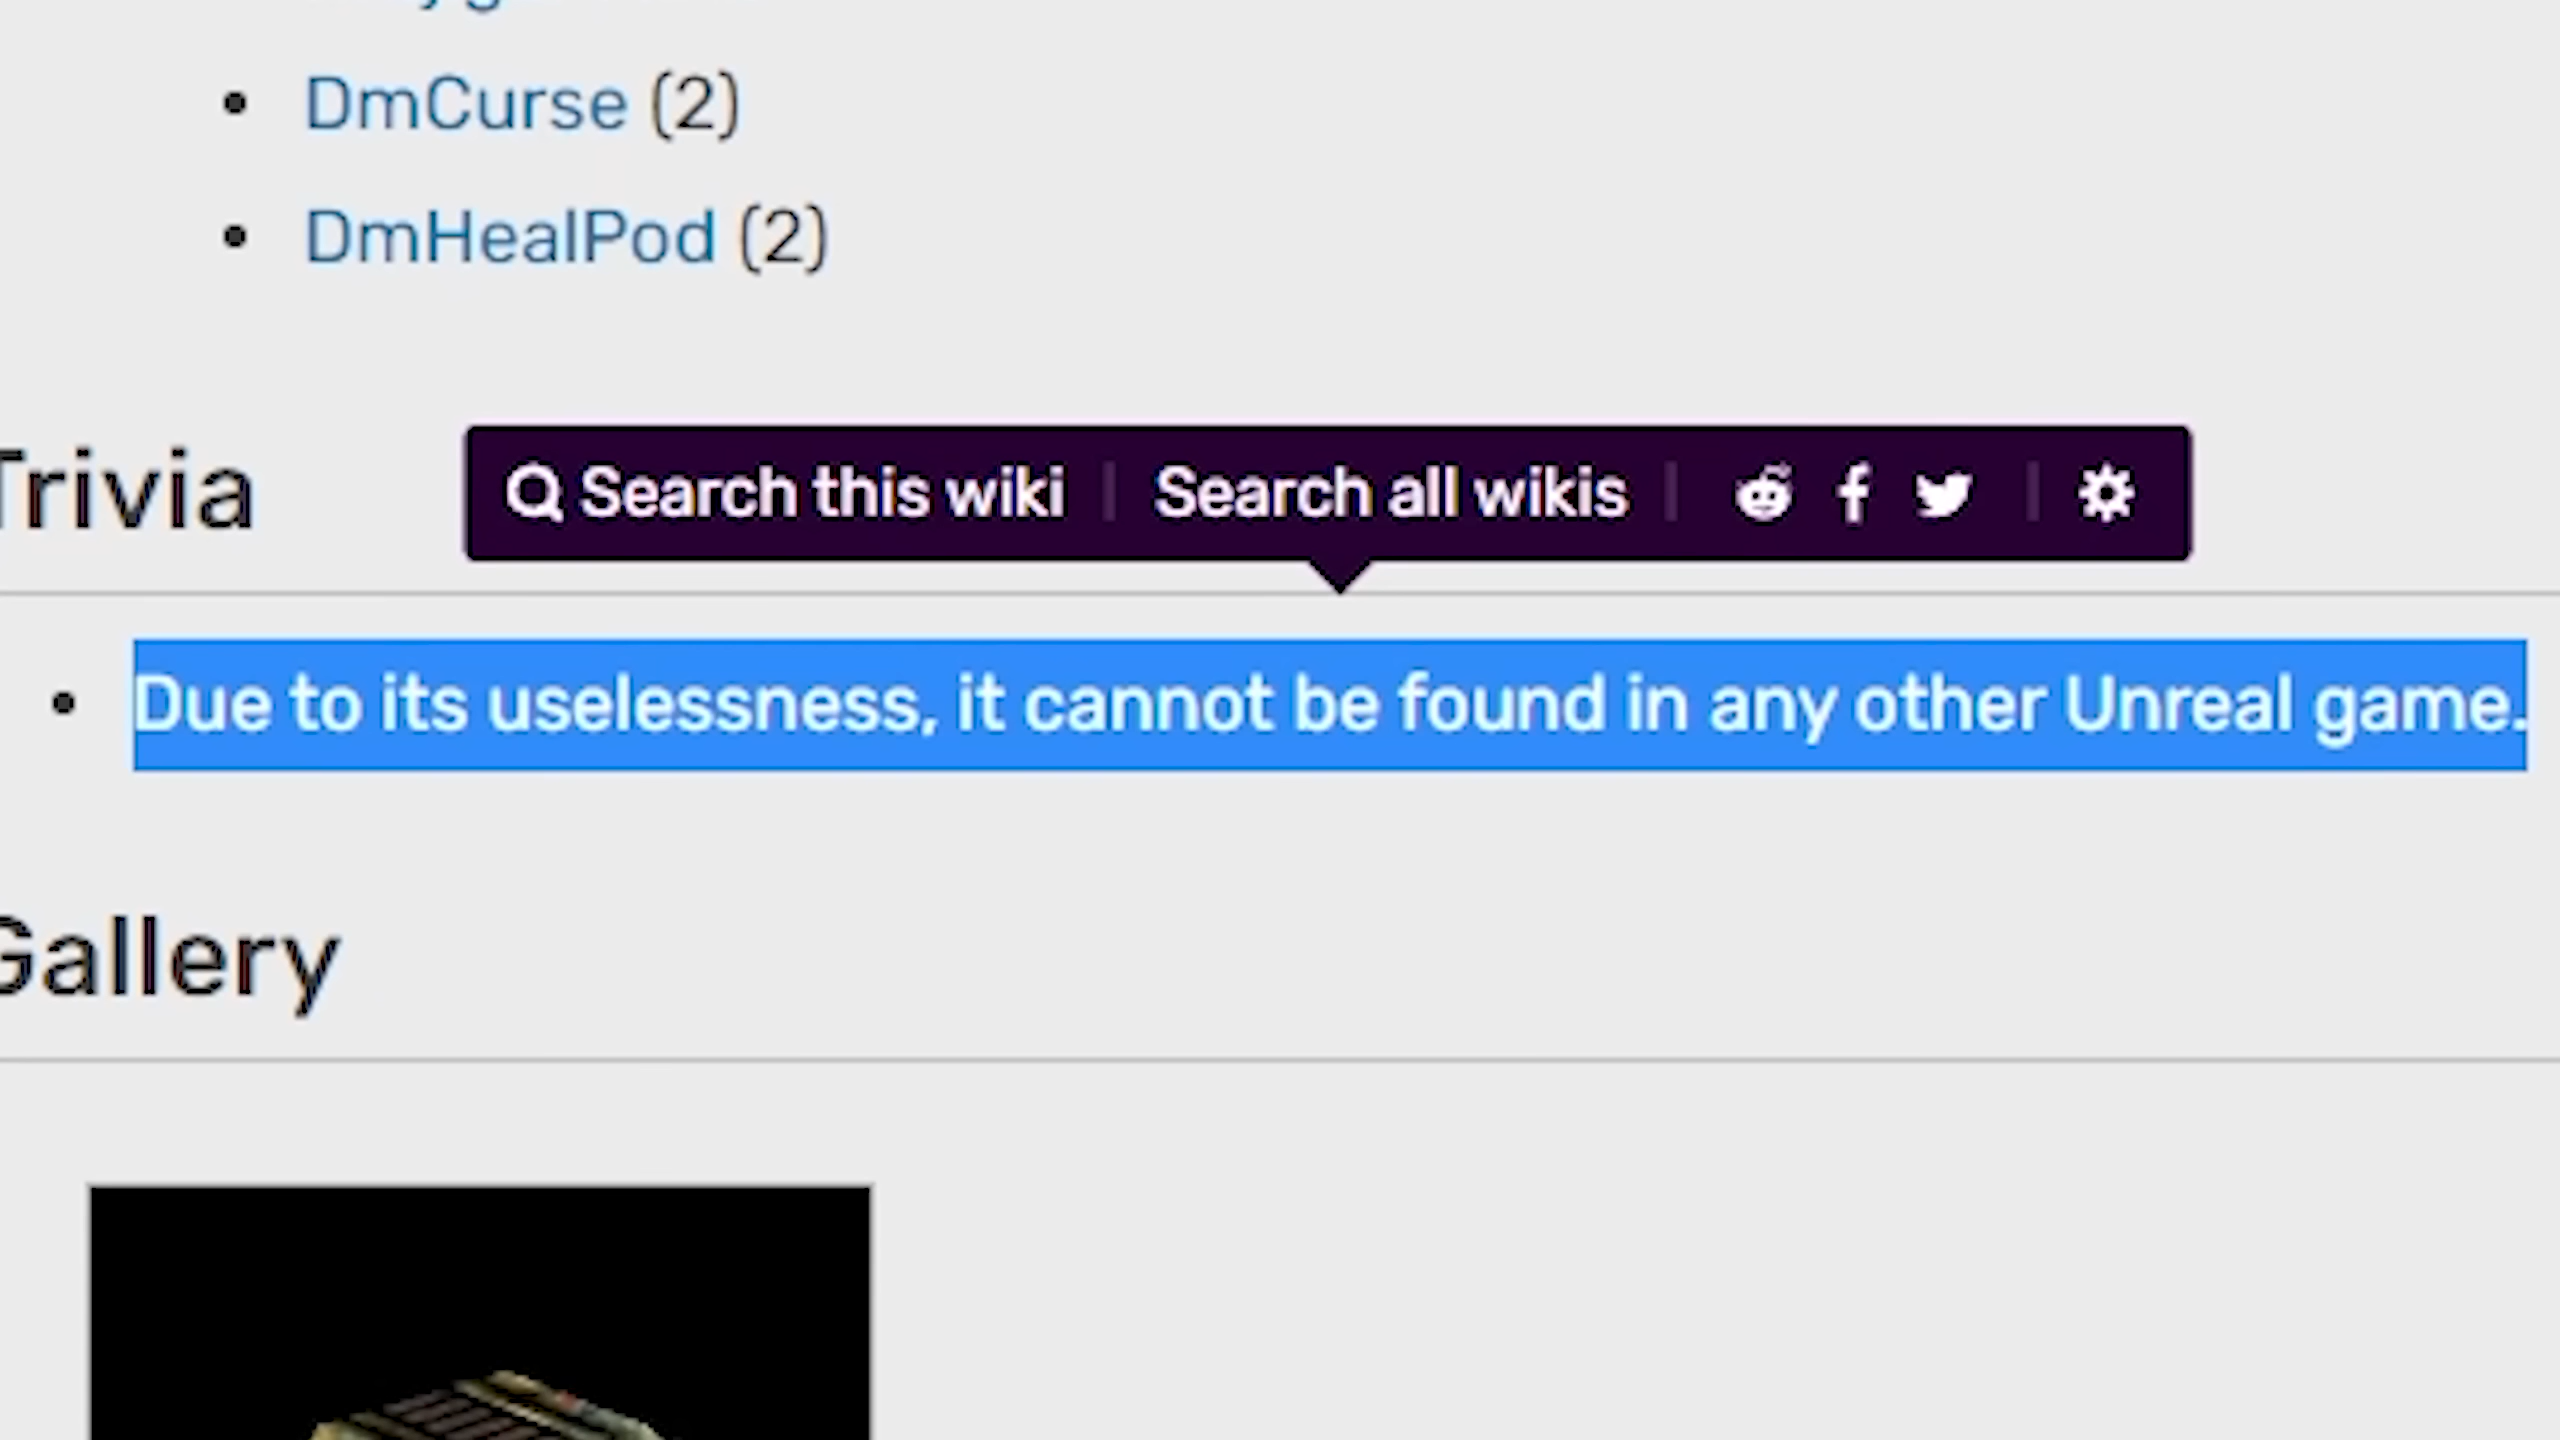 DmCurse (2)
DmHealPod (2)
Trivia
Search this wiki
Search all wikis
Due to its uselessness, it cannot be found in any other Unreal game.
Gallery